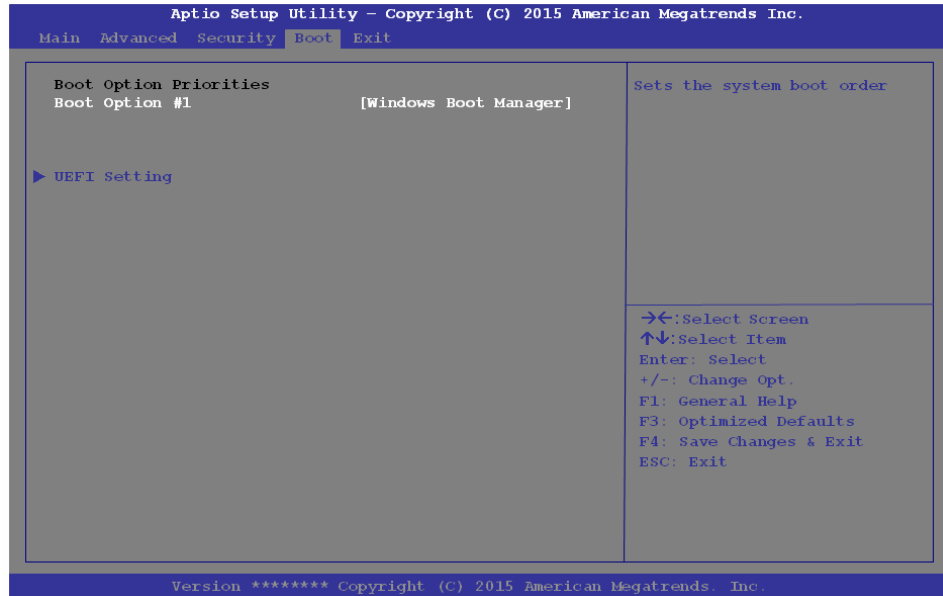 Aptio Setup Utility – Copyright (C) 2015 American Megatrends Inc.
Main Advanced Security Boot Exit
Boot Option Priorities
Boot Option #1 [Windows Boot Manager]
UEFI Setting
Sets the system boot order
→←:Select Screen
↑↓:Select Item
Enter: Select
+/-: Change Opt.
F1: General Help
F3: Optimized Defaults
F4: Save Changes & Exit
ESC: Exit
Version ******** Copyright (C) 2015 American Megatrends. Inc.